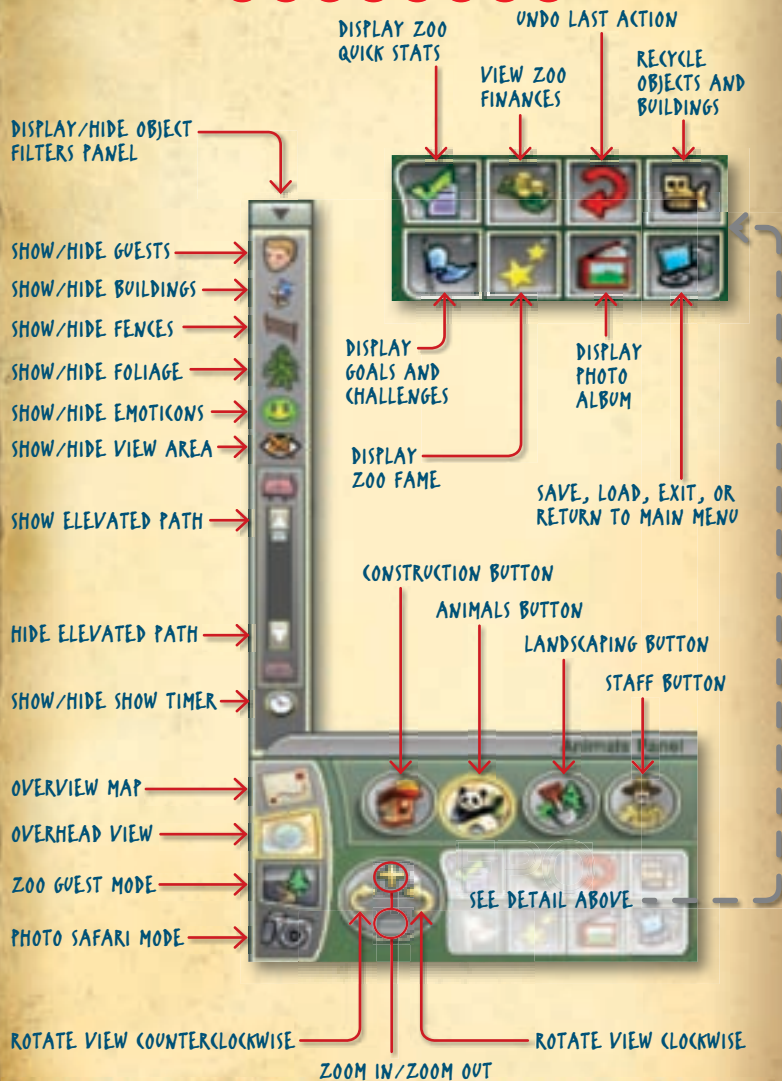 DISPLAY ZOO
QUICK STATS
UNDO LAST ACTION
VIEW ZOO
FINANCES
RECYCLE
OBJECTS AND
BUILDINGS
DISPLAY/HIDE OBJECT
FILTERS PANEL
SHOW/HIDE GUESTS
SHOW/HIDE BUILDINGS
SHOW/HIDE FENCES
SHOW/HIDE FOLIAGE
SHOW/HIDE EMOTICONS
SHOW/HIDE VIEW AREA
SHOW ELEVATED PATH
HIDE ELEVATED PATH
SHOW/HIDE SHOW TIMER
DISPLAY
GOALS AND
CHALLENGES
DISPLAY
PHOTO
ALBUM
DISPLAY
ZOO FAME
SAVE, LOAD, EXIT, OR
RETURN TO MAIN MENU
CONSTRUCTION BUTTON
ANIMALS BUTTON
LANDSCAPING BUTTON
STAFF BUTTON
Animals Panel
OVERVIEW MAP
OVERHEAD VIEW
ZOO GUEST MODE
PHOTO SAFARI MODE
SEE DETAIL ABOVE
ROTATE VIEW COUNTERCLOCKWISE
ROTATE VIEW CLOCKWISE
ZOOM IN/ZOOM OUT